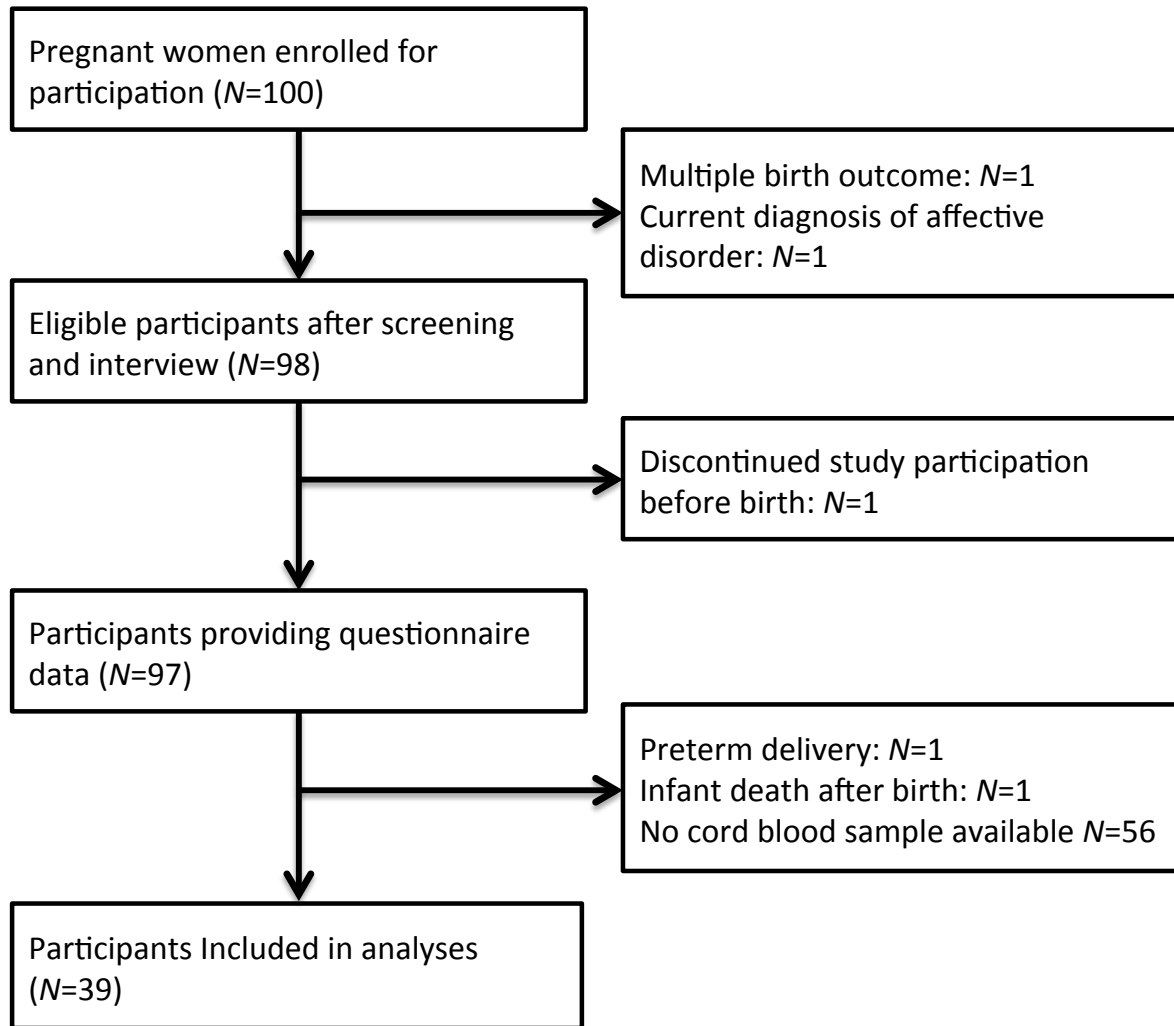 Pregnant women enrolled for
participation (N=100)
Multiple birth outcome: N=1
Current diagnosis of affective
disorder: N=1
Eligible participants after screening
and interview (N=98)
Discontinued study participation
before birth: N=1
Participants providing questionnaire
data (N=97)
Preterm delivery: N=1
Infant death after birth: N=1
No cord blood sample available N=56
Participants Included in analyses
(N=39)